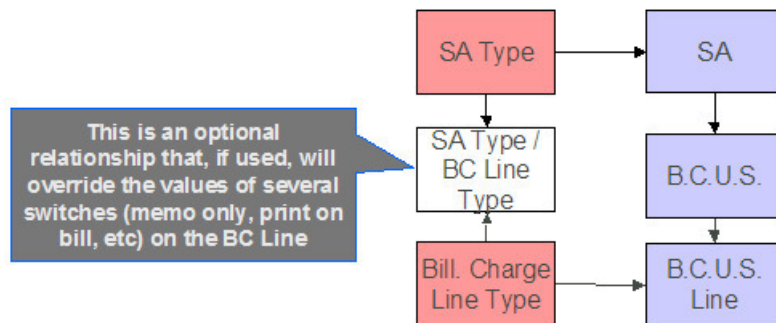 SA Type
SA
This is an optional
relationship that, if used, will
override the values of several
switches (memo only, print on
bill, etc) on the BC Line
SA Type /
BC Line
Type
B.C.U.S.
Bill. Charge
Line Type
B.C.U.S.
Line